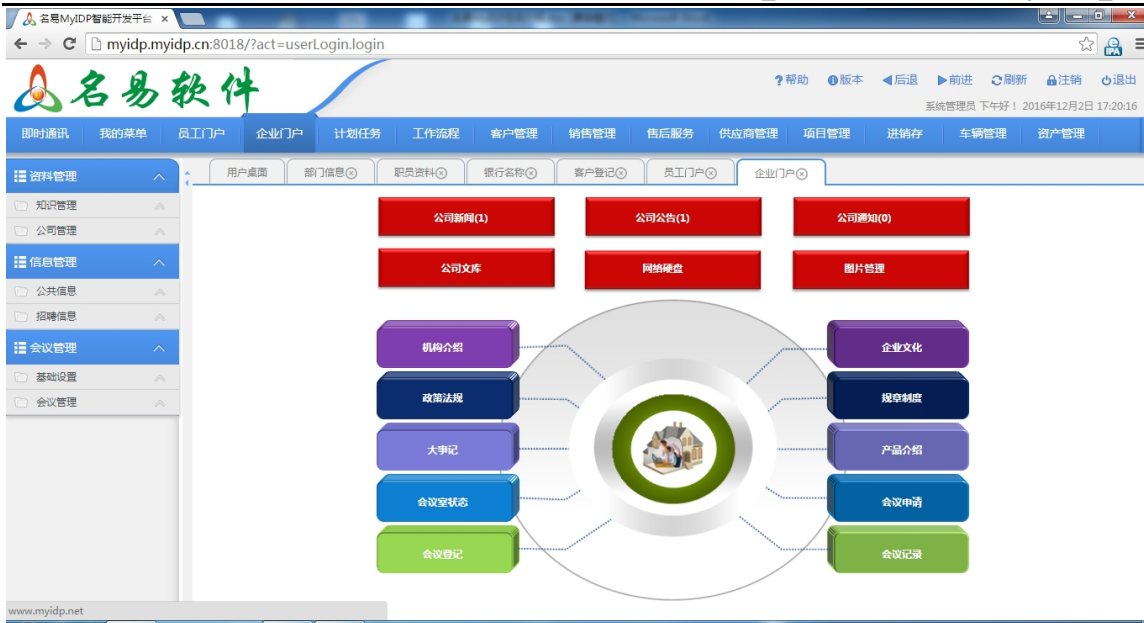 名易MyIDP智能开发平台
myidp.myidp.cn:8018/?act=userLogin.login
名易软件
帮助 版本 后退 前进 刷新 注销 退出
系统管理员 下午好！ 2016年12月2日 17:20:16
即时通讯 我的菜单 员工门户 企业门户 计划任务 工作流程 客户管理 销售管理 售后服务 供应商管理 项目管理 进销存 车辆管理 资产管理
用户桌面 部门信息 职员资料 银行名称 客户登记 员工门户 企业门户
资料管理
知识管理
公司管理
信息管理
公共信息
招聘信息
会议管理
基础设置
会议管理
公司新闻(1) 公司公告(1) 公司通知(0)
公司文库 网络硬盘 图片管理
机构介绍 企业文化
政策法规 规章制度
大事记 产品介绍
会议室状态 会议申请
会议登记 会议记录
www.myidp.net